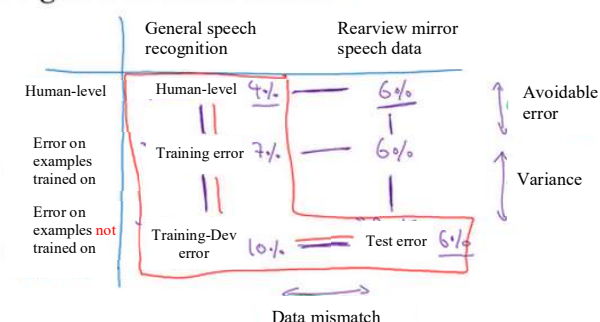 General speech
recognition
Rearview mirror
speech data
Human-level
Human-level 4%
6%
Avoidable
error
Error on
examples
trained on
Training error 7%
6%
Variance
Error on
examples not
trained on
Training-Dev
error
10%
Test error 6%
Data mismatch